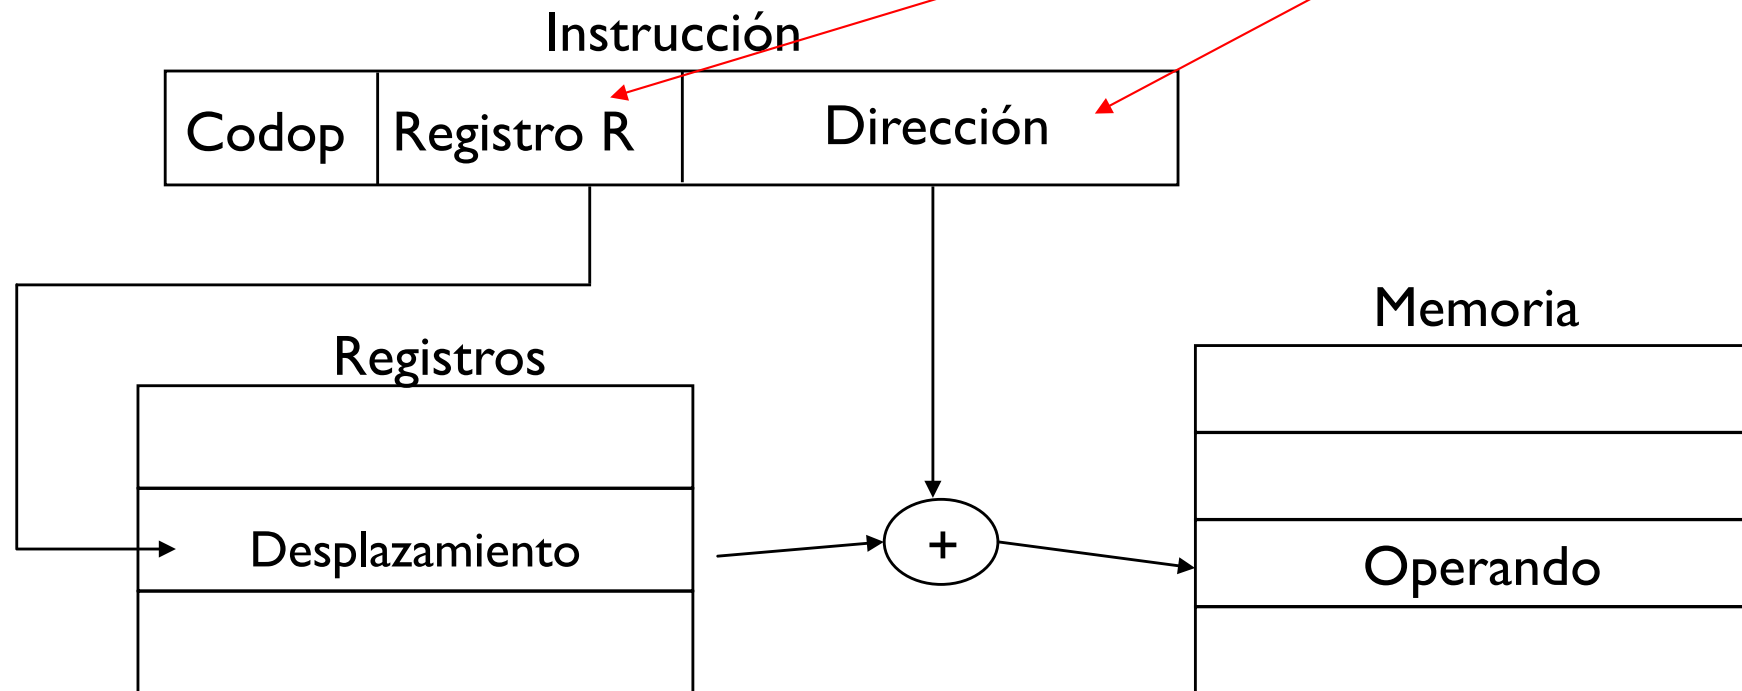 Instrucción
Codop Registro R Dirección
Memoria
Registros
Desplazamiento + Operando